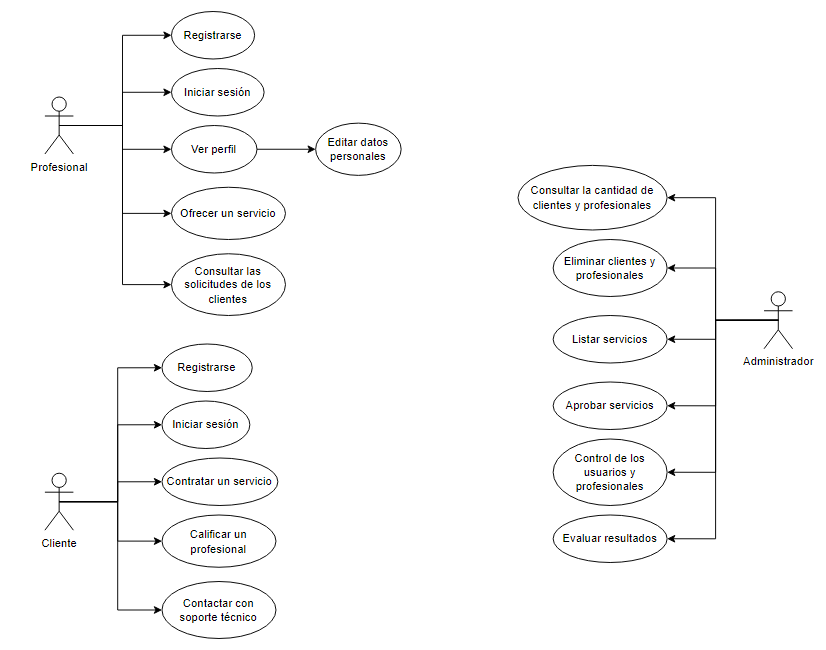 Registrarse
Iniciar sesión
Ver perfil
Editar datos
personales
Profesional
Ofrecer un servicio
Consultar las
solicitudes de los
clientes
Registrarse
Iniciar sesión
Contratar un servicio
Cliente
Calificar un
profesional
Contactar con
soporte técnico
Consultar la cantidad de
clientes y profesionales
Eliminar clientes y
profesionales
Listar servicios
Administrador
Aprobar servicios
Control de los
usuarios y
profesionales
Evaluar resultados